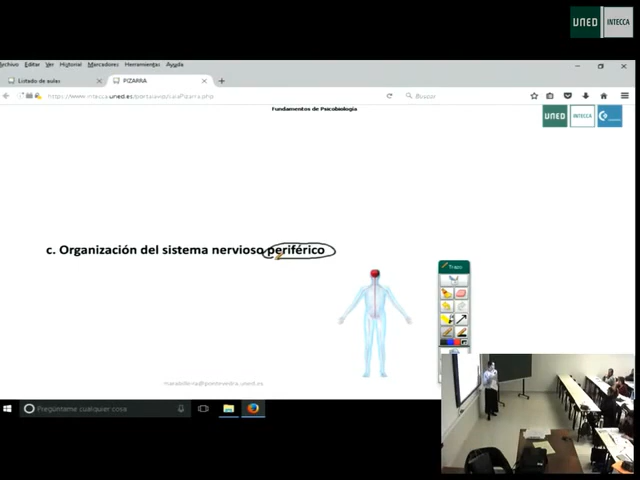 UNED INTECCA
Archivo Editar Ver Historial Marcadores Herramientas Ayuda
Listado de aulas
PIZARRA
Buscar
Fundamentos de Psicobiología
UNED INTECCA
c. Organización del sistema nervioso periférico
Trazo
Pregúntame cualquier cosa